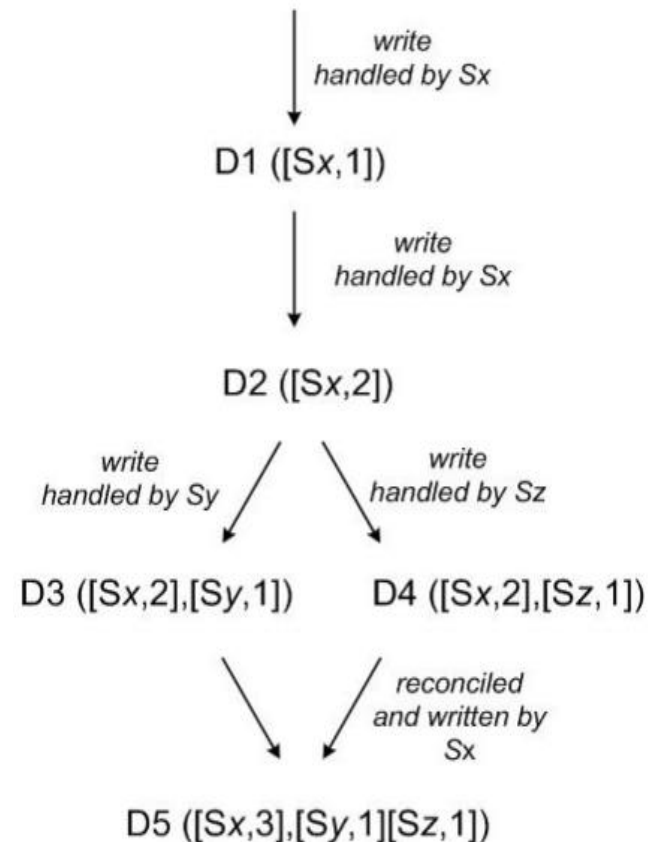 write
handled by Sx
D1 ([Sx,1])
write
handled by Sx
D2 ([Sx,2])
write
handled by Sy
write
handled by Sz
D3 ([Sx,2],[Sy,1])
D4 ([Sx,2],[Sz,1])
reconciled
and written by
Sx
D5 ([Sx,3],[Sy,1][Sz,1])